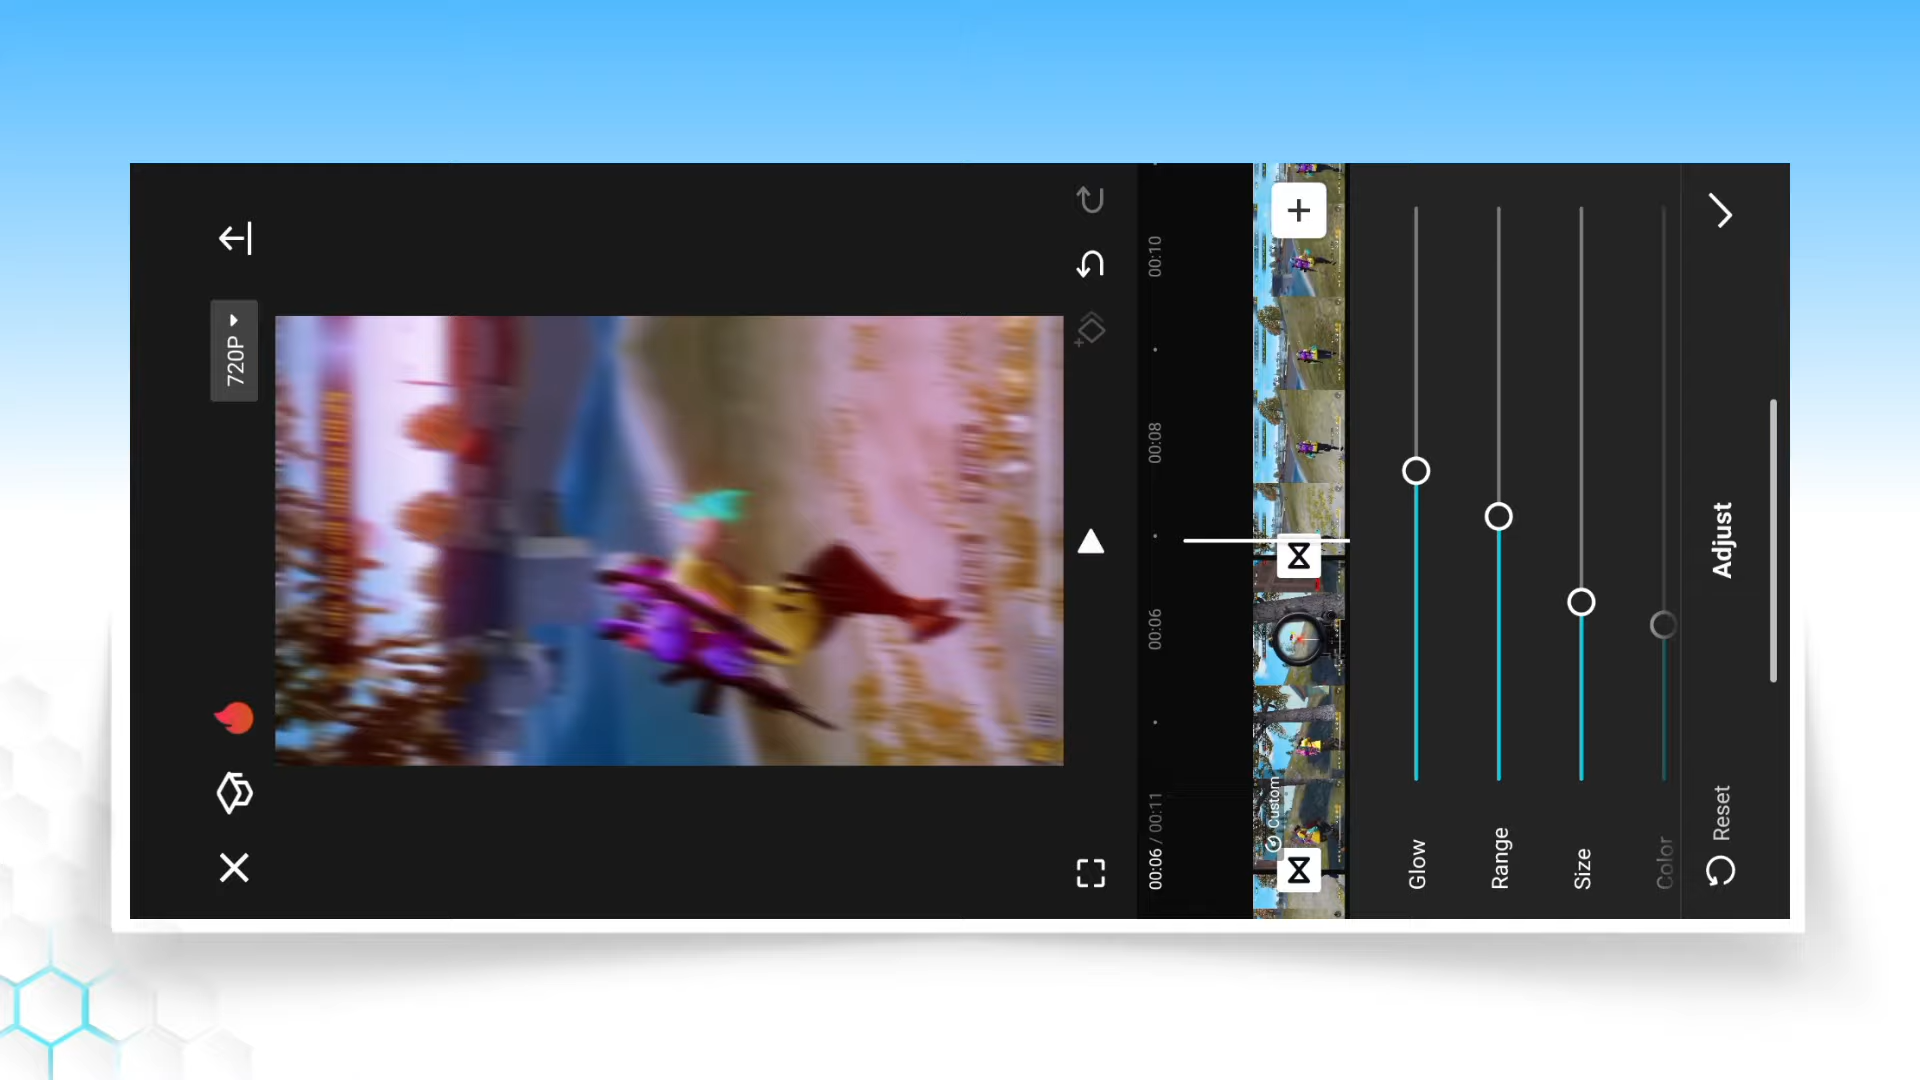 720P
00:06 / 00:11
00:06
00:08
00:10
Custom
Glow
Range
Size
Color
Reset
Adjust